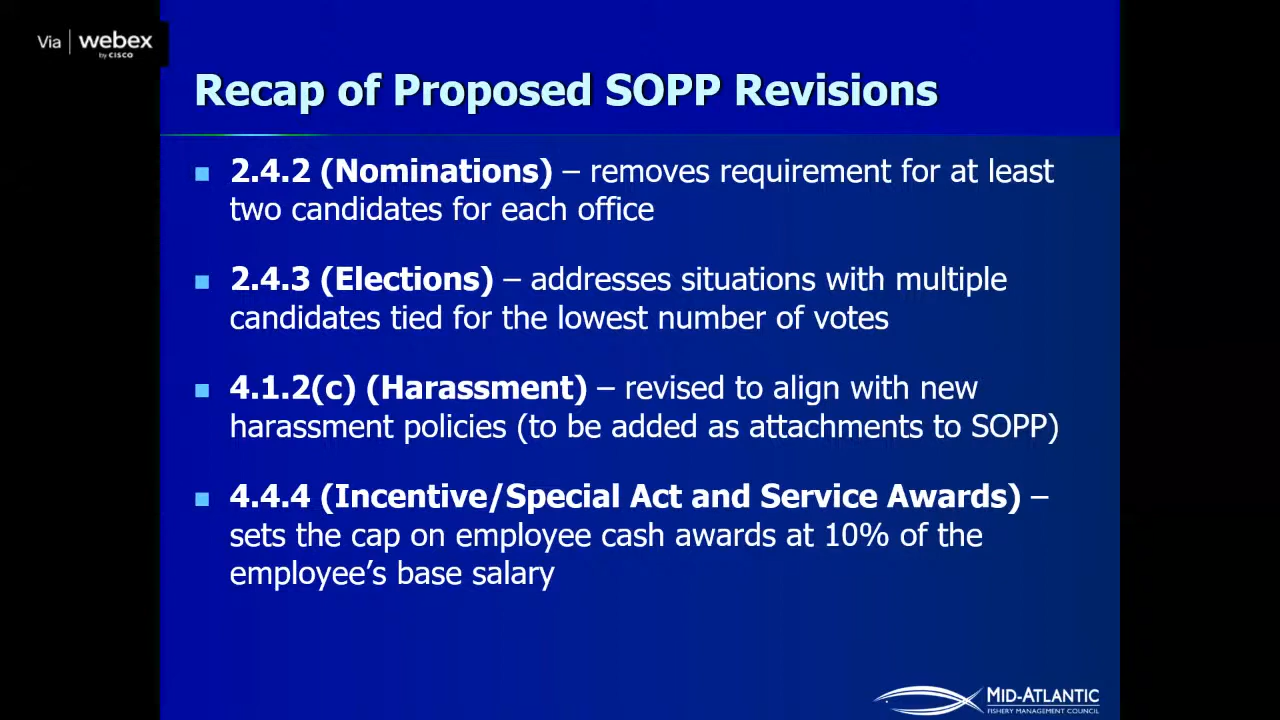 Via webex
by CISCO
Recap of Proposed SOPP Revisions
2.4.2 (Nominations) – removes requirement for at least
two candidates for each office
2.4.3 (Elections) – addresses situations with multiple
candidates tied for the lowest number of votes
4.1.2(c) (Harassment) – revised to align with new
harassment policies (to be added as attachments to SOPP)
4.4.4 (Incentive/Special Act and Service Awards) –
sets the cap on employee cash awards at 10% of the
employee’s base salary
MID-ATLANTIC
FISHERY MANAGEMENT COUNCIL